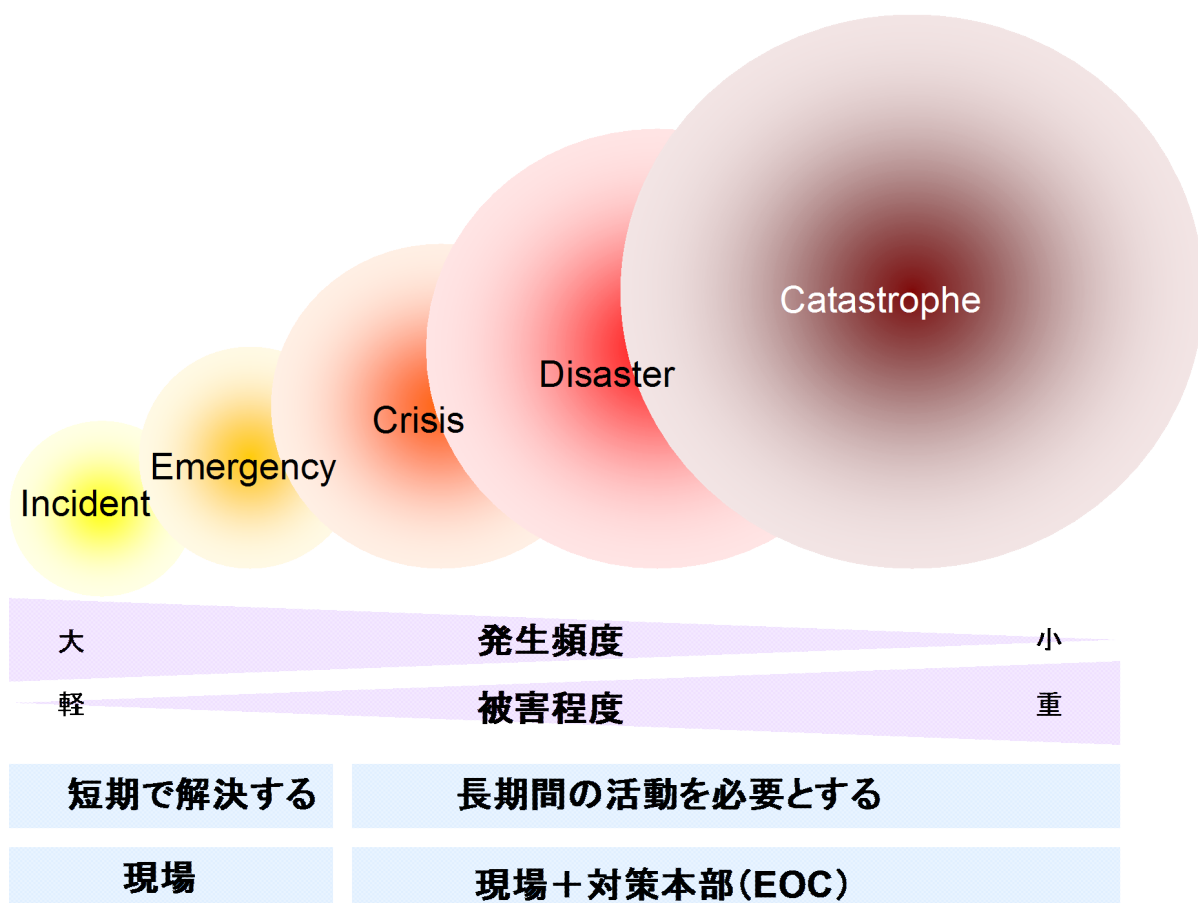 Catastrophe
Disaster
Crisis
Emergency
Incident
大 発生頻度 小
軽 被害程度 重
短期で解決する 長期間の活動を必要とする
現場 現場＋対策本部（EOC）